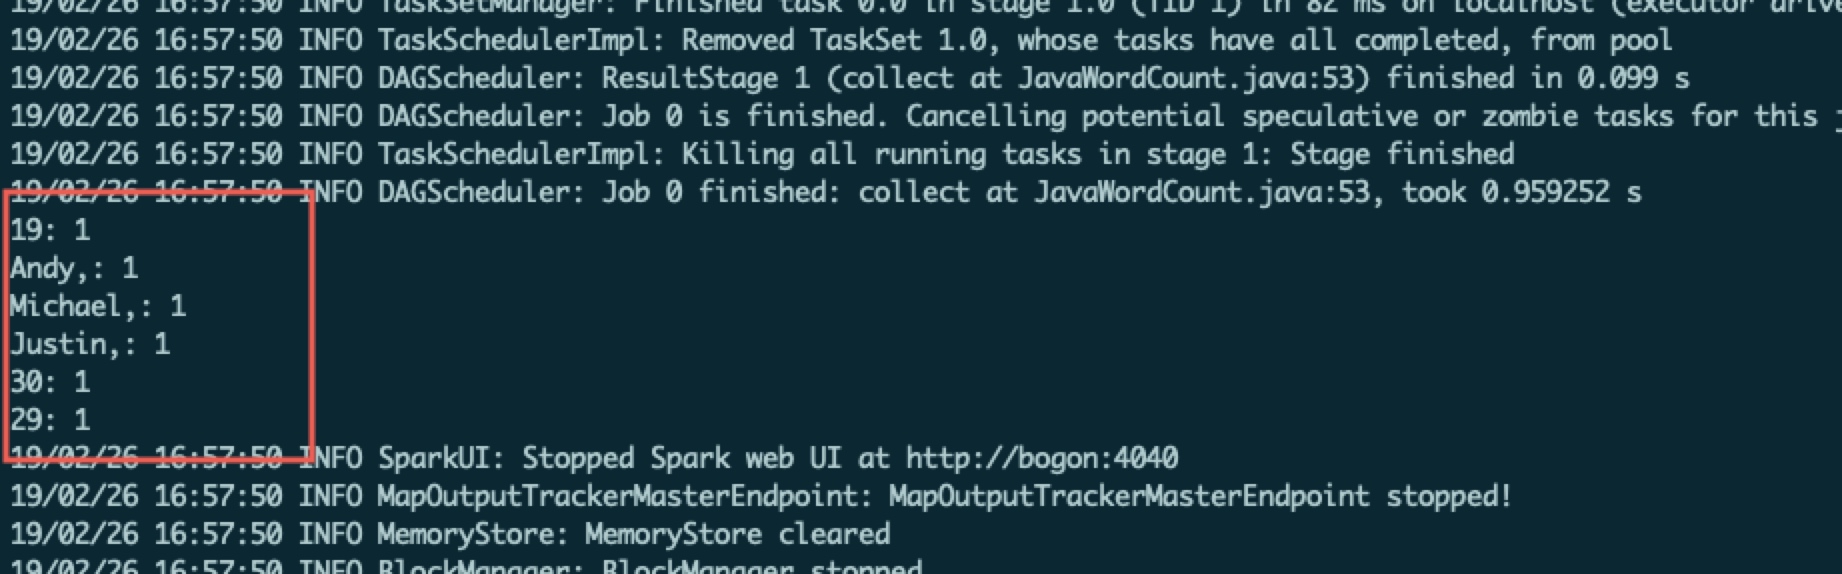 19/02/26 16:57:50 INFO TaskSetManager: Finished task 0.0 in stage 1.0 (TID 1) in 82 ms on localhost (executor drive
19/02/26 16:57:50 INFO TaskSchedulerImpl: Removed TaskSet 1.0, whose tasks have all completed, from pool
19/02/26 16:57:50 INFO DAGScheduler: ResultStage 1 (collect at JavaWordCount.java:53) finished in 0.099 s
19/02/26 16:57:50 INFO DAGScheduler: Job 0 is finished. Cancelling potential speculative or zombie tasks for this
19/02/26 16:57:50 INFO TaskSchedulerImpl: Killing all running tasks in stage 1: Stage finished
19/02/26 16:57:50 INFO DAGScheduler: Job 0 finished: collect at JavaWordCount.java:53, took 0.959252 s
19: 1
Andy,: 1
Michael,: 1
Justin,: 1
30: 1
29: 1
19/02/26 16:57:50 INFO SparkUI: Stopped Spark web UI at http://bogon:4040
19/02/26 16:57:50 INFO MapOutputTrackerMasterEndpoint: MapOutputTrackerMasterEndpoint stopped!
19/02/26 16:57:50 INFO MemoryStore: MemoryStore cleared
19/02/26 16:57:50 INFO BlockManager: BlockManager stopped